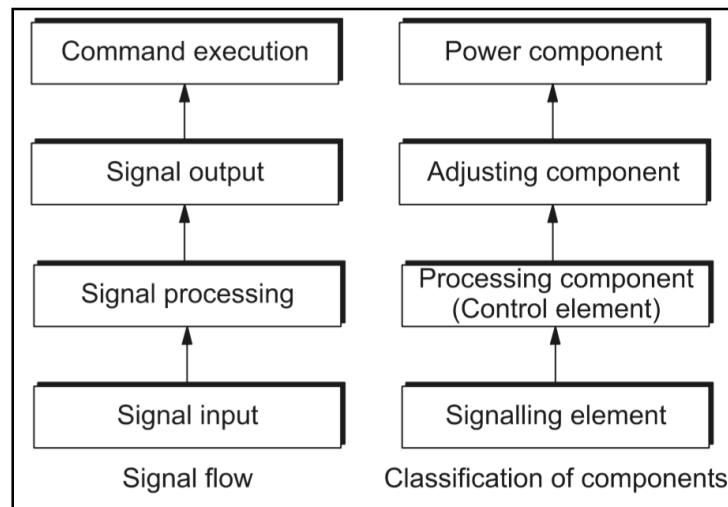 Command execution
Signal output
Signal processing
Signal input
Signal flow
Power component
Adjusting component
Processing component
(Control element)
Signalling element
Classification of components